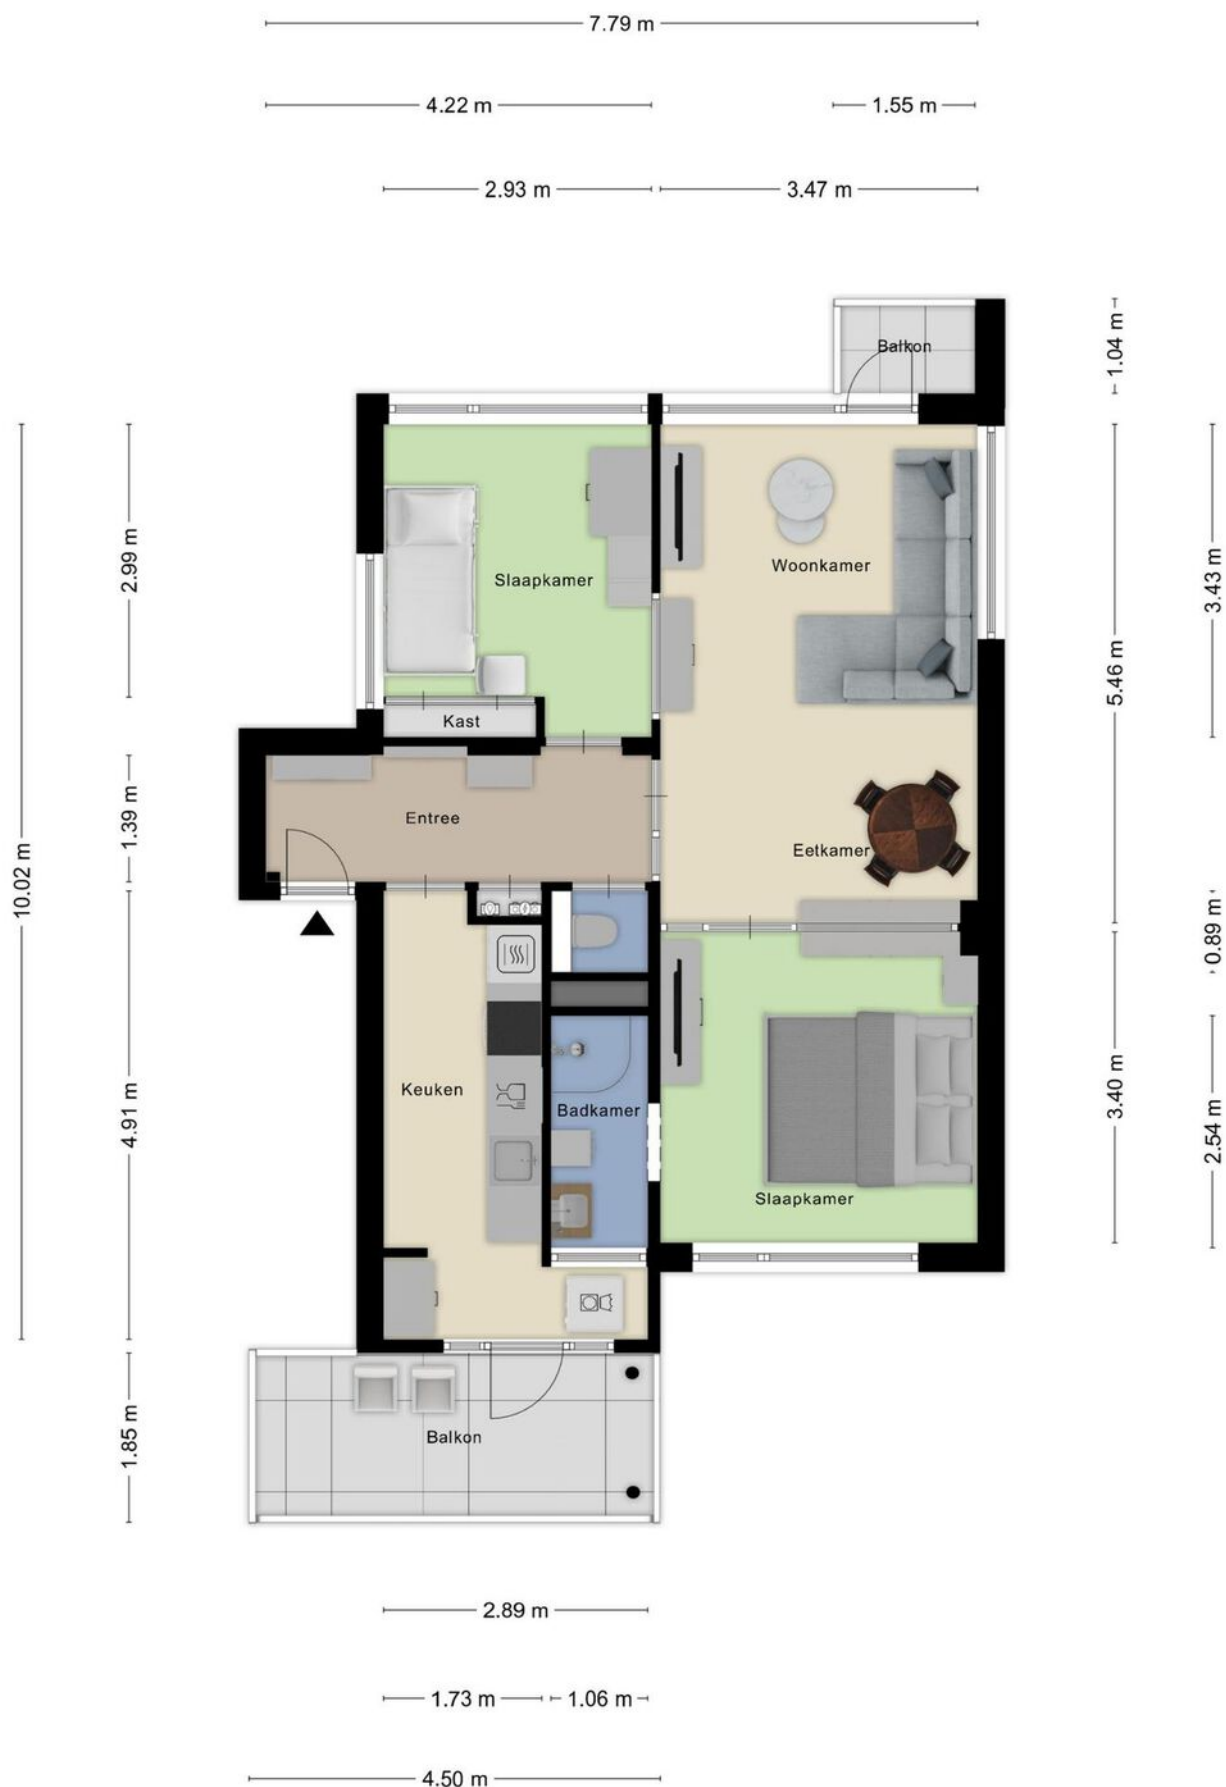 7.79 m
4.22 m
1.55 m
2.93 m
3.47 m
1.04 m
Balkon
2.99 m
3.43 m
Woonkamer
Slaapkamer
5.46 m
Kast
1.39 m
Entree
10.02 m
Eetkamer
0.89 m
4.91 m
Keuken
Badkamer
3.40 m
2.54 m
Slaapkamer
1.85 m
Balkon
2.89 m
1.73 m
1.06 m
4.50 m